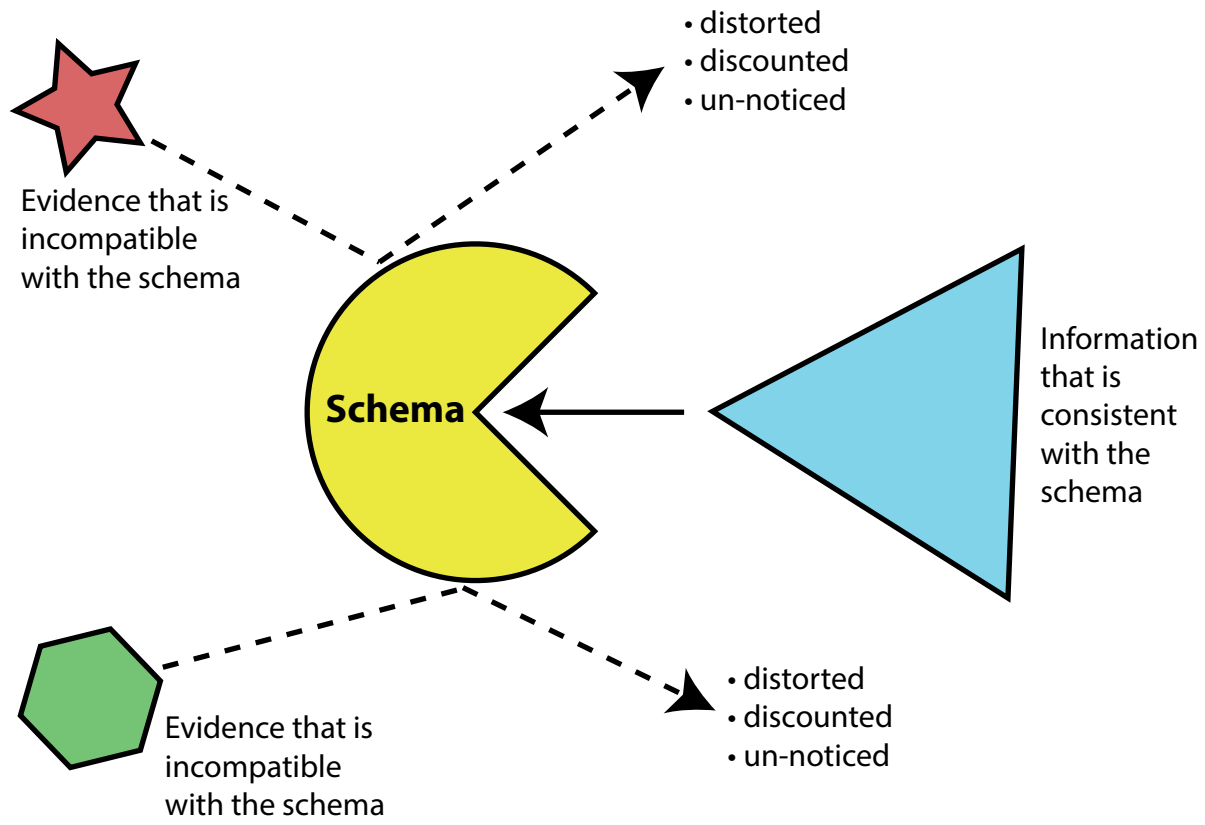 • distorted
• discounted
• un-noticed
Evidence that is
incompatible
with the schema
Schema
Information
that is
consistent
with the
schema
• distorted
• discounted
• un-noticed
Evidence that is
incompatible
with the schema